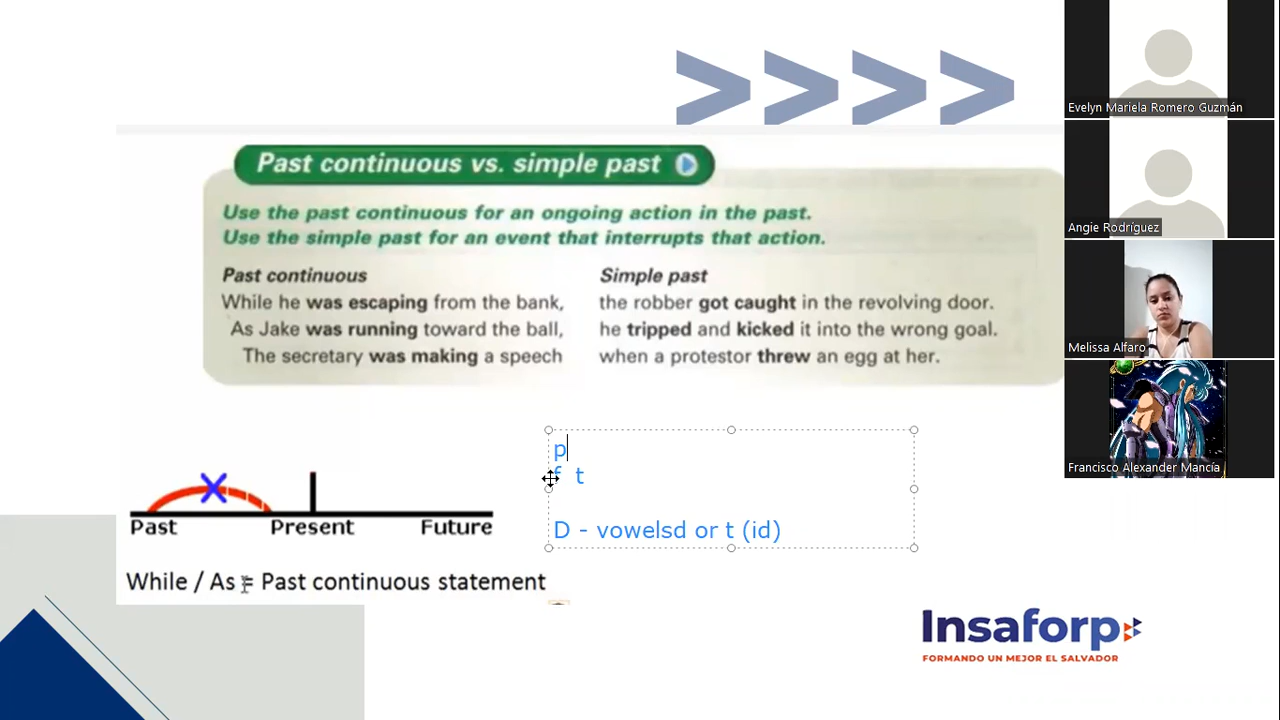 >>>>
Past continuous vs. simple past
Use the past continuous for an ongoing action in the past.
Use the simple past for an event that interrupts that action.
Past continuous
While he was escaping from the bank,
As Jake was running toward the ball,
The secretary was making a speech
Simple past
the robber got caught in the revolving door.
he tripped and kicked it into the wrong goal.
when a protestor threw an egg at her.
p
f t
D - vowelsd or t (id)
Past Present Future
While / As = Past continuous statement
Insaforp
FORMANDO UN MEJOR EL SALVADOR
Evelyn Mariela Romero Guzmán
Angie Rodríguez
Melissa Alfaro
Francisco Alexander Mancía